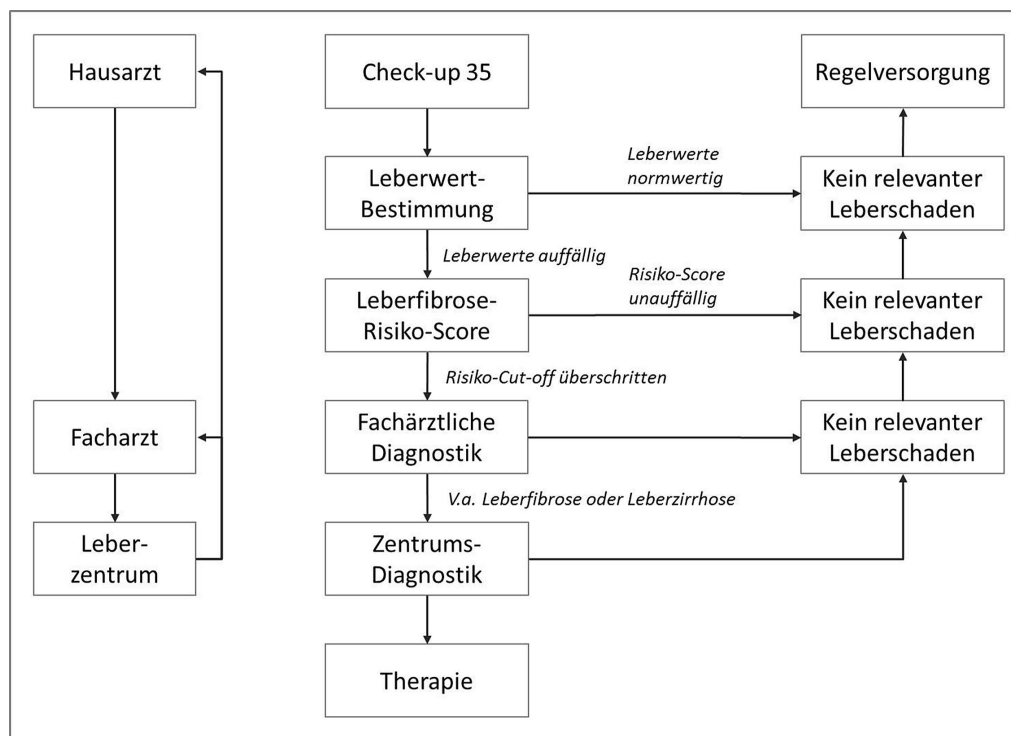 Hausarzt
Facharzt
Leber-
zentrum
Check-up 35
Leberwert-
Bestimmung
Leberwerte auffällig
Leberfibrose-
Risiko-Score
Risiko-Cut-off überschritten
Fachärztliche
Diagnostik
V.a. Leberfibrose oder Leberzirrhose
Zentrums-
Diagnostik
Therapie
Leberwerte
normwertig
Risiko-Score
unauffällig
Regelversorgung
Kein relevanter
Leberschaden
Kein relevanter
Leberschaden
Kein relevanter
Leberschaden